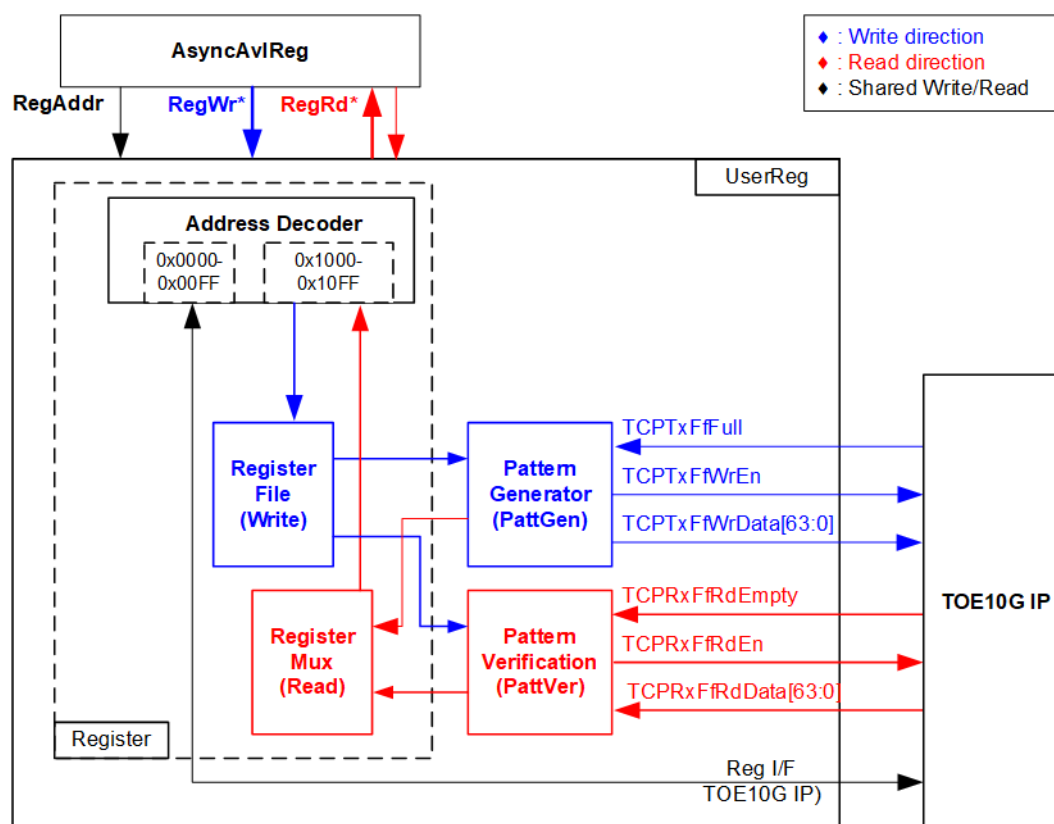 AsyncAvlReg
♦ : Write direction
♦ : Read direction
♦ : Shared Write/Read
RegAddr
RegWr*
RegRd*
UserReg
Address Decoder
0x0000-
0x00FF
0x1000-
0x10FF
Register
File
(Write)
Pattern
Generator
(PattGen)
TCPTxFfFull
TCPTxFfWrEn
TCPTxFfWrData[63:0]
Register
Mux
(Read)
Pattern
Verification
(PattVer)
TCPRxFfRdEmpty
TCPRxFfRdEn
TCPRxFfRdData[63:0]
TOE10G IP
Register
Reg I/F
TOE10G IP)